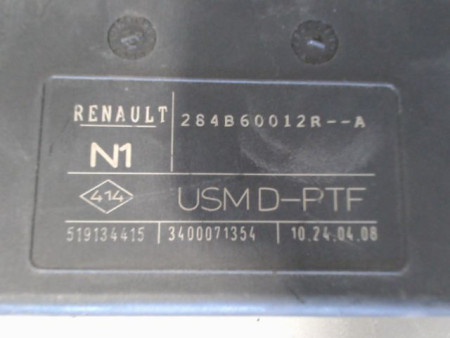 RENAULT 284B60012R--A
N1
414 USM D-PTF
519134415 3400071354 10.24.04.08